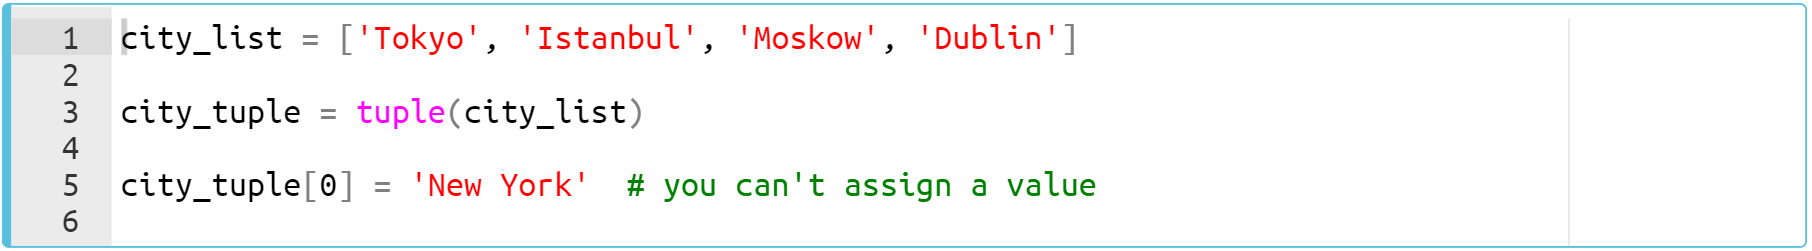 1 city_list = ['Tokyo', 'Istanbul', 'Moskow', 'Dublin']
2
3 city_tuple = tuple(city_list)
4
5 city_tuple[0] = 'New York'  # you can't assign a value
6